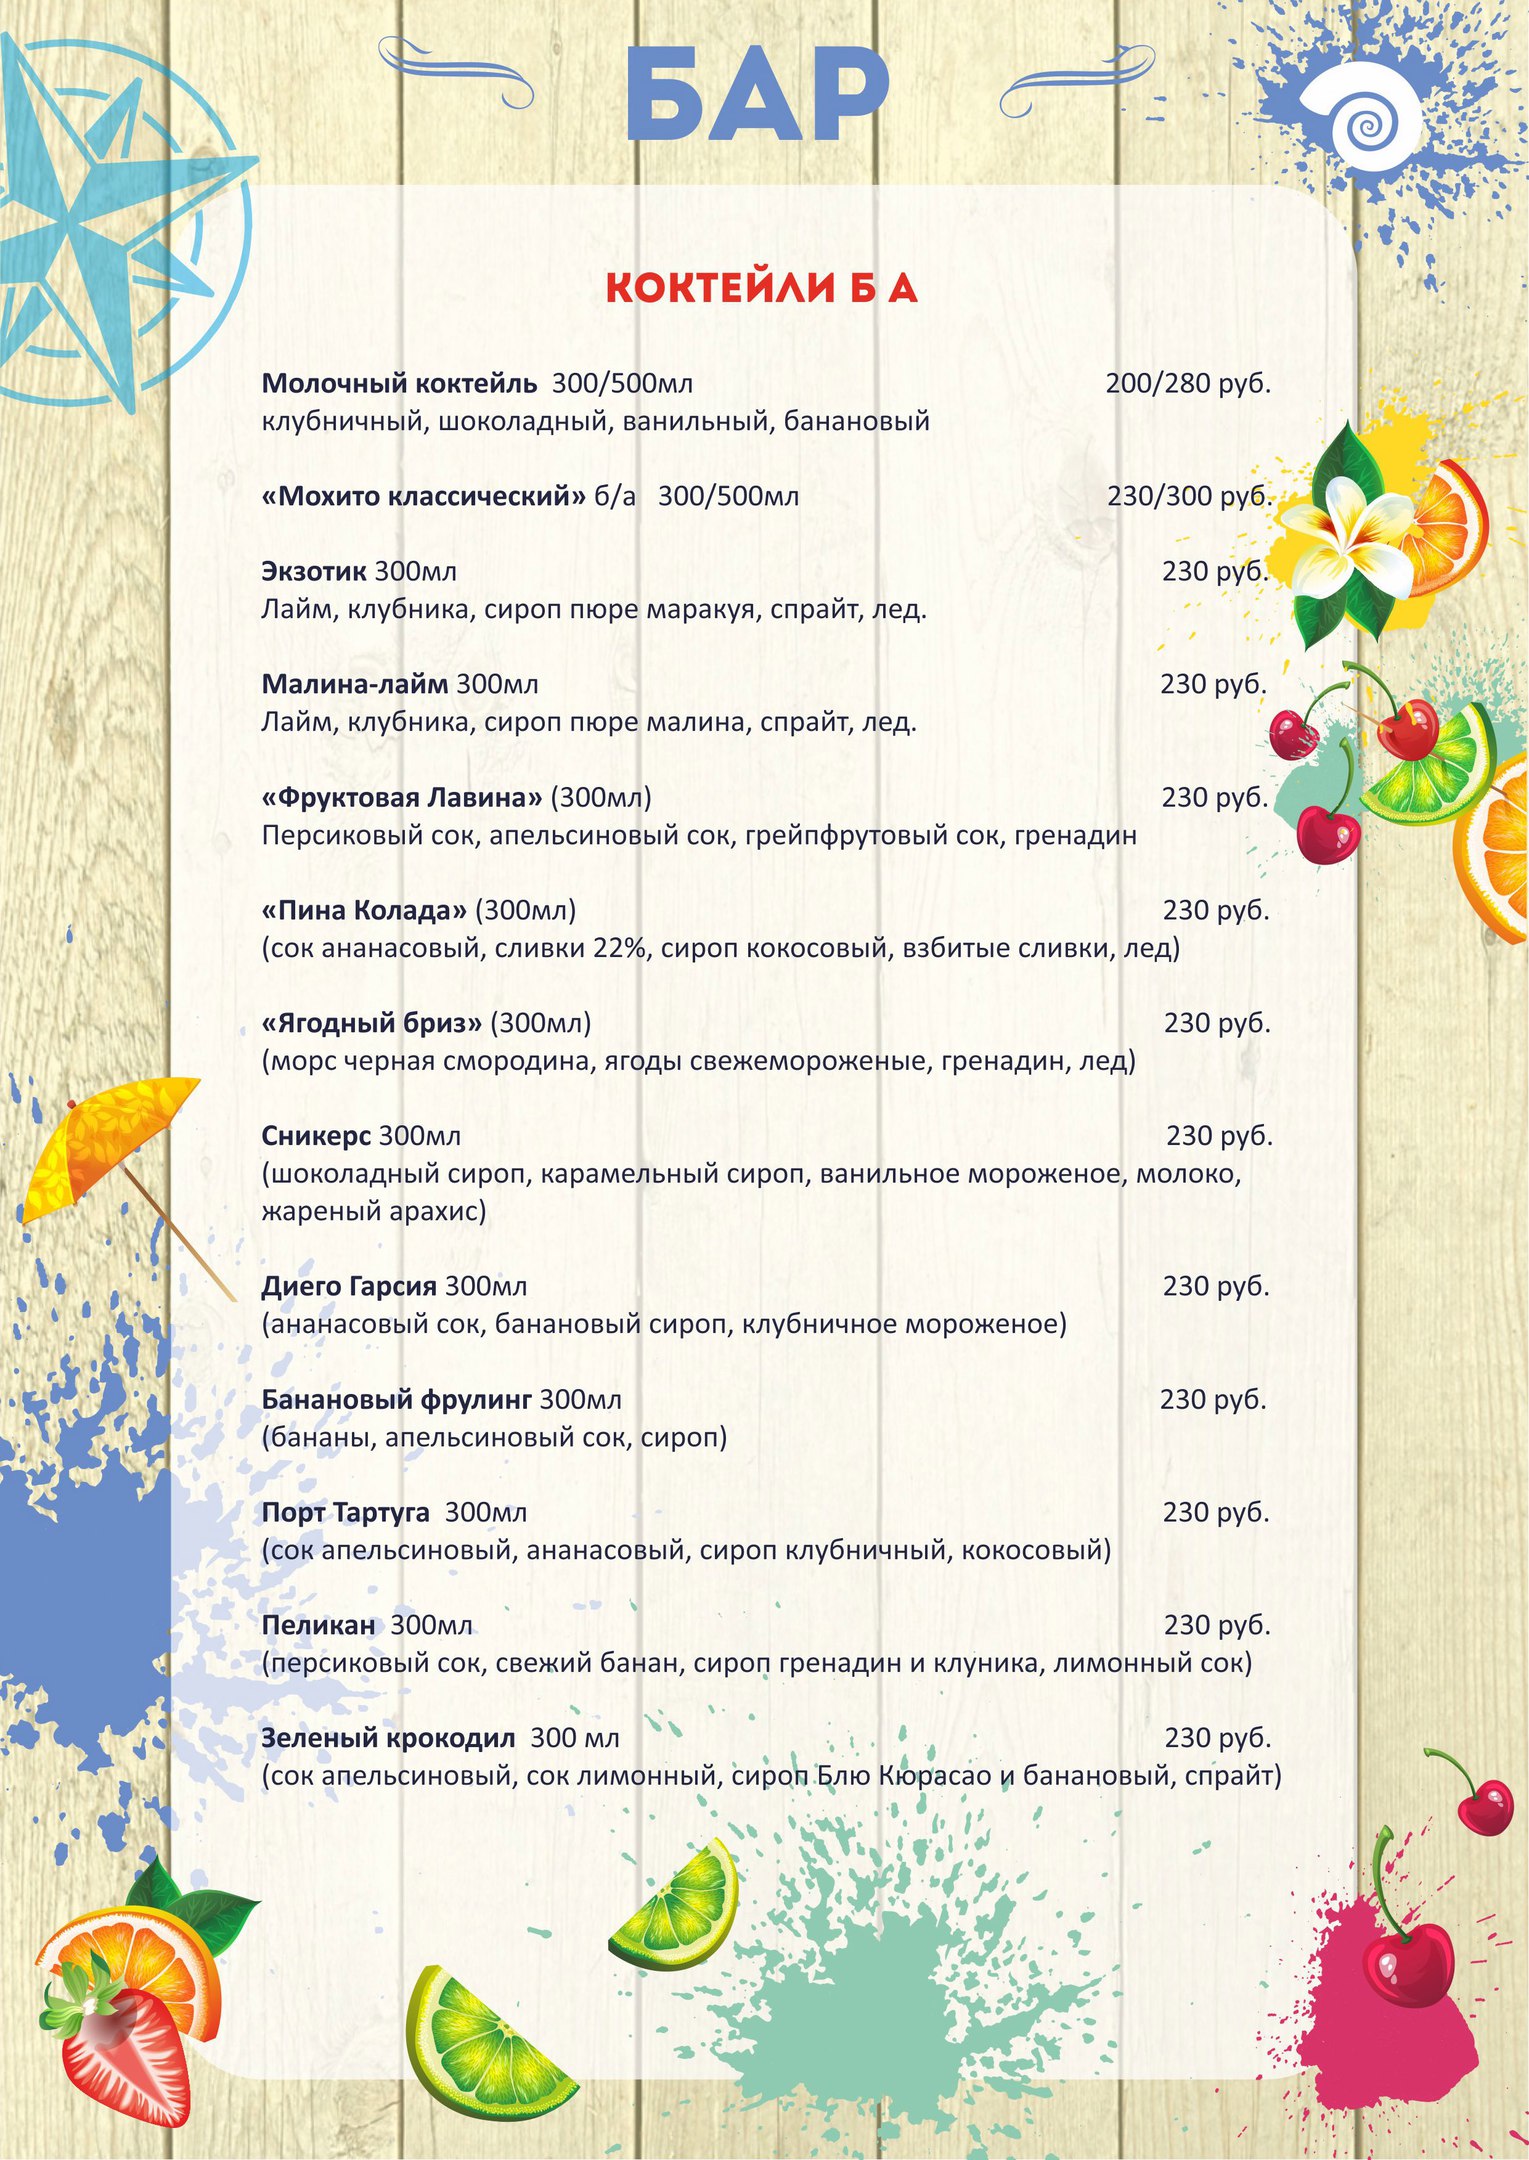 БАР
КОКТЕЙЛИ Б А
Молочный коктейль 300/500мл 200/280 руб.
клубничный, шоколадный, ванильный, банановый
«Мохито классический» б/а 300/500мл 230/300 руб.
Экзотик 300мл 230 руб.
Лайм, клубника, сироп пюре маракуя, спрайт, лед.
Малина-лайм 300мл 230 руб.
Лайм, клубника, сироп пюре малина, спрайт, лед.
«Фруктовая Лавина» (300мл) 230 руб.
Персиковый сок, апельсиновый сок, грейпфрутовый сок, гренадин
«Пина Колада» (300мл) 230 руб.
(сок ананасовый, сливки 22%, сироп кокосовый, взбитые сливки, лед)
«Ягодный бриз» (300мл) 230 руб.
(морс черная смородина, ягоды свежемороженые, гренадин, лед)
Сникерс 300мл 230 руб.
(шоколадный сироп, карамельный сироп, ванильное мороженое, молоко,
жареный арахис)
Диего Гарсия 300мл 230 руб.
(ананасовый сок, банановый сироп, клубничное мороженое)
Банановый фрулинг 300мл 230 руб.
(бананы, апельсиновый сок, сироп)
Порт Тартуга 300мл 230 руб.
(сок апельсиновый, ананасовый, сироп клубничный, кокосовый)
Пеликан 300мл 230 руб.
(персиковый сок, свежий банан, сироп гренадин и клуника, лимонный сок)
Зеленый крокодил 300 мл 230 руб.
(сок апельсиновый, сок лимонный, сироп Блю Кюрасао и банановый, спрайт)